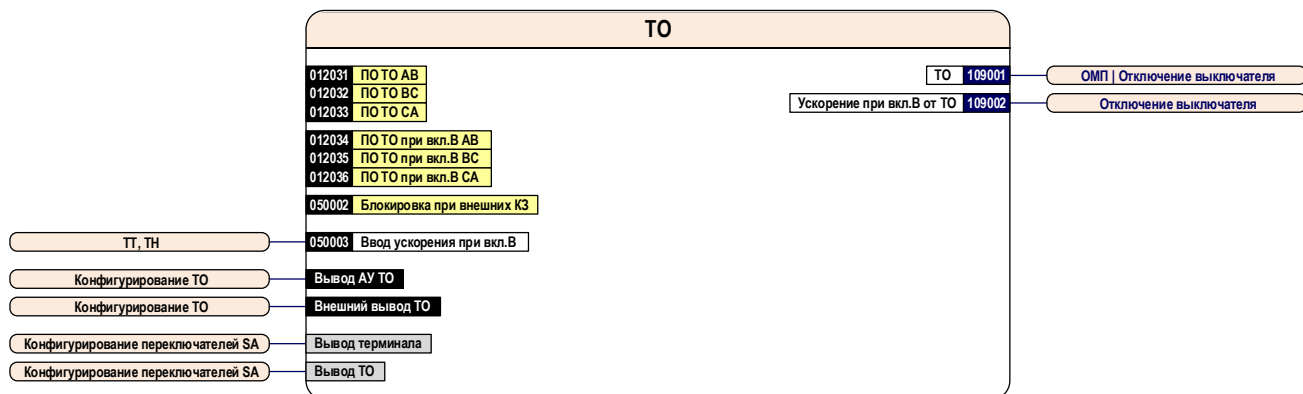 ТО
012031 ПО ТО АВ
012032 ПО ТО ВС
012033 ПО ТО СА
012034 ПО ТО при вкл.В АВ
012035 ПО ТО при вкл.В ВС
012036 ПО ТО при вкл.В СА
050002 Блокировка при внешних КЗ
ТТ, ТН 050003 Ввод ускорения при вкл.В
Конфигурирование ТО Вывод АУ ТО
Конфигурирование ТО Внешний вывод ТО
Конфигурирование переключателей SA Вывод терминала
Конфигурирование переключателей SA Вывод ТО
ТО 109001 ОМП | Отключение выключателя
Ускорение при вкл.В от ТО 109002 Отключение выключателя